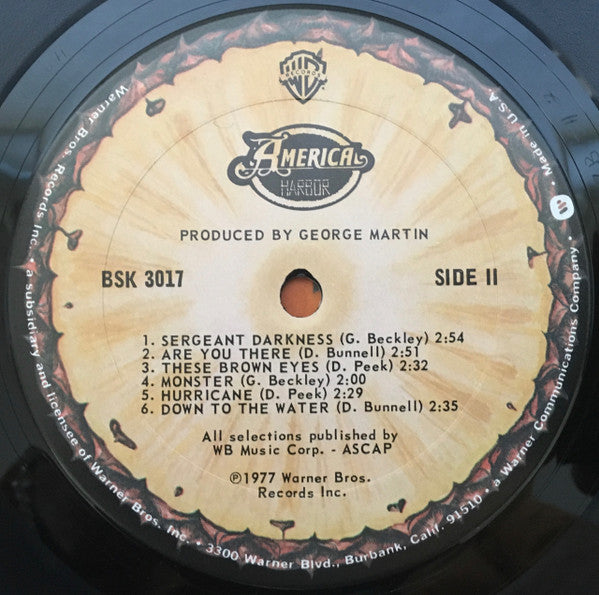 RECORDS
AMERICA
HARBOR
PRODUCED BY GEORGE MARTIN
BSK 3017
SIDE II
1. SERGEANT DARKNESS (G. Beckley) 2:54
2. ARE YOU THERE (D. Bunnell) 2:51
3. THESE BROWN EYES (D. Peek) 2:32
4. MONSTER (G. Beckley) 2:00
5. HURRICANE (D. Peek) 2:29
6. DOWN TO THE WATER (D. Bunnell) 2:35
All selections published by
WB Music Corp. - ASCAP
℗1977 Warner Bros.
Records Inc.
Warner Bros. Records Inc. • a subsidiary and licensee of Warner Bros. Inc. • 3300 Warner Blvd., Burbank, Calif. 91510 • a Warner Communications Company. • Made in U.S.A.